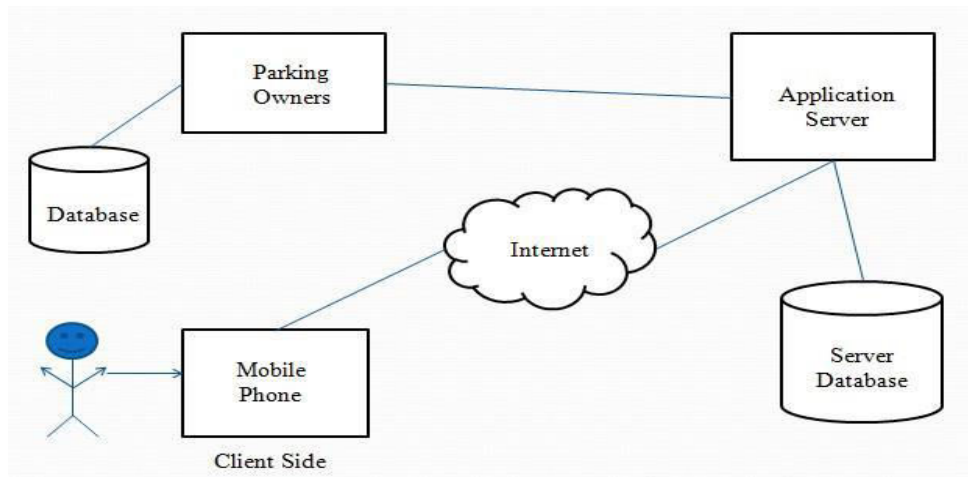 Parking
Owners
Application
Server
Database
Internet
Mobile
Phone
Server
Database
Client Side